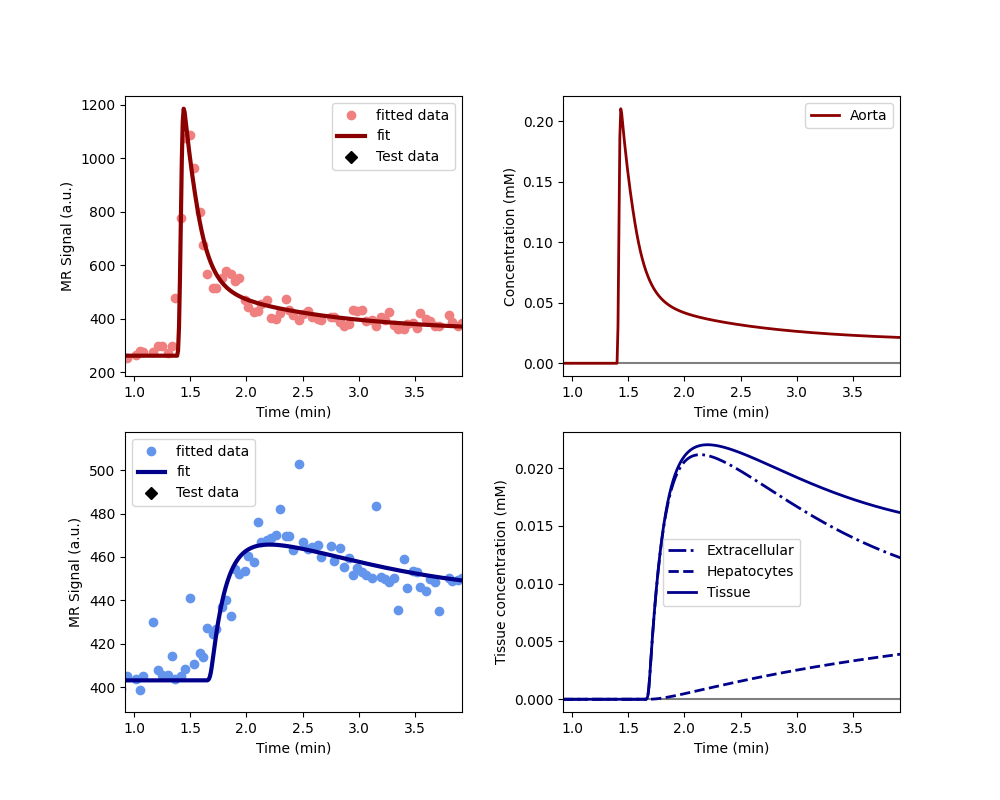 1200
1000
800
600
400
200
MR Signal (a.u.)
fitted data
fit
Test data
1.0 1.5 2.0 2.5 3.0 3.5
Time (min)
0.20
0.15
0.10
0.05
0.00
Concentration (mM)
Aorta
1.0 1.5 2.0 2.5 3.0 3.5
Time (min)
500
480
460
440
420
400
MR Signal (a.u.)
fitted data
fit
Test data
1.0 1.5 2.0 2.5 3.0 3.5
Time (min)
0.020
0.015
0.010
0.005
0.000
Tissue concentration (mM)
Extracellular
Hepatocytes
Tissue
1.0 1.5 2.0 2.5 3.0 3.5
Time (min)